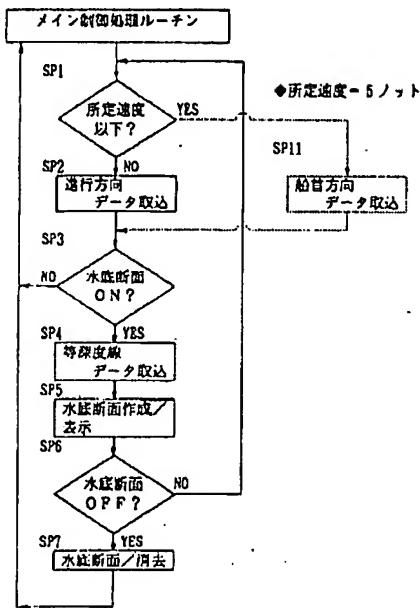 メイン制御処理ルーチン
SP1
◆所定速度=5ノット
所定速度
以下?
YES
SP11
SP2
NO
進行方向
データ取込
船首方向
データ取込
SP3
NO
水底断面
ON?
SP4
YES
等深度線
データ取込
SP5
水底断面作成/
表示
SP6
水底断面
OFF?
NO
SP7
YES
水底断面/消去